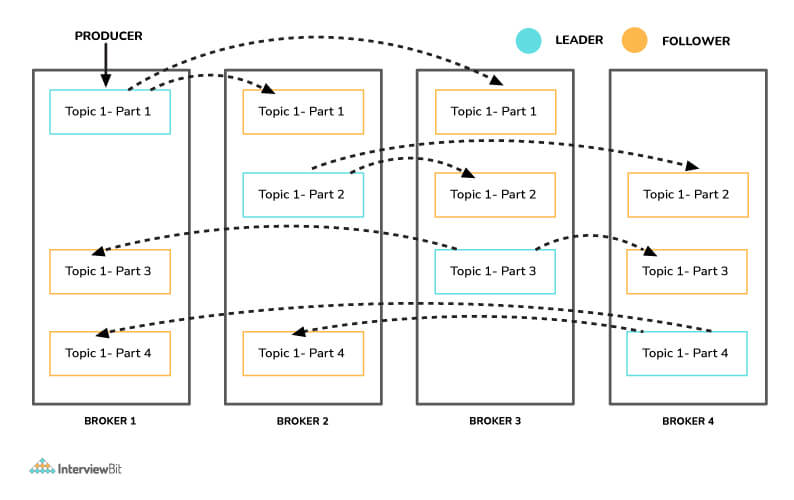 PRODUCER
LEADER
FOLLOWER
Topic 1- Part 1
Topic 1- Part 1
Topic 1- Part 1
Topic 1- Part 2
Topic 1- Part 2
Topic 1- Part 2
Topic 1- Part 3
Topic 1- Part 3
Topic 1- Part 3
Topic 1- Part 4
Topic 1- Part 4
Topic 1- Part 4
BROKER 1
BROKER 2
BROKER 3
BROKER 4
InterviewBit